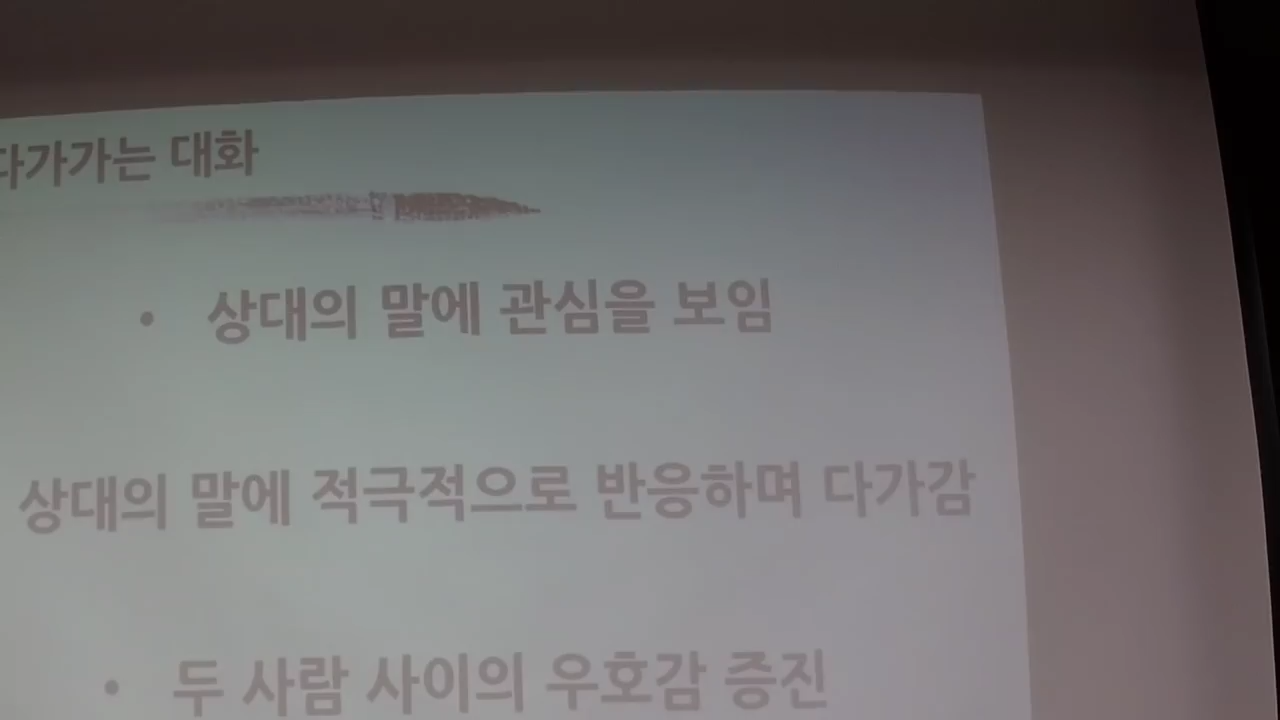 다가가는 대화
• 상대의 말에 관심을 보임
상대의 말에 적극적으로 반응하며 다가감
• 두 사람 사이의 우호감 증진